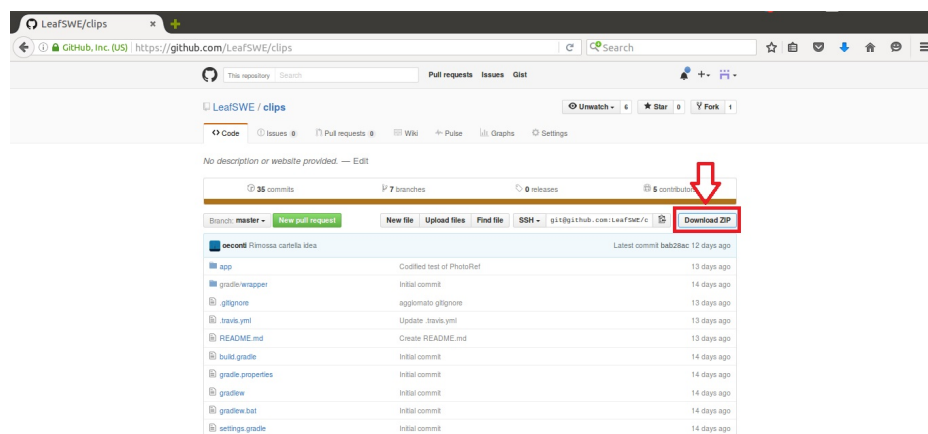 LeafSWE/clips
GitHub, Inc. (US) https://github.com/LeafSWE/clips Search
This repository Search Pull requests Issues Gist
LeafSWE / clips Unwatch 6 Star 0 Fork 1
Code Issues 0 Pull requests 0 Wiki Pulse Graphs Settings
No description or website provided. — Edit
35 commits 7 branches 0 releases 5 contributors
Branch: master New pull request New file Upload files Find file SSH git@github.com:LeafSWE/c Download ZIP
oeconti Rimossa cartella idea Latest commit bab28ac 12 days ago
app Codified test of PhotoRef 13 days ago
gradle/wrapper Initial commit 14 days ago
.gitignore aggiornato gitignore 13 days ago
.travis.yml Update .travis.yml 13 days ago
README.md Create README.md 13 days ago
build.gradle Initial commit 14 days ago
gradle.properties Initial commit 14 days ago
gradlew Initial commit 14 days ago
gradlew.bat Initial commit 14 days ago
settings.gradle Initial commit 14 days ago